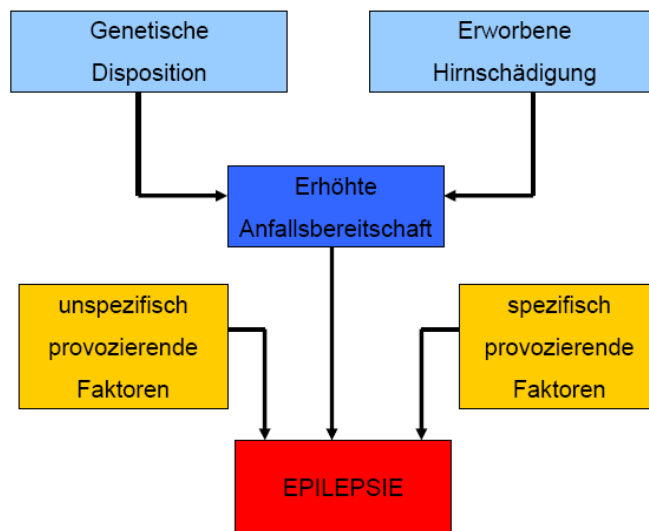 Genetische
Disposition
Erworbene
Hirnschädigung
Erhöhte
Anfallsbereitschaft
unspezifisch
provozierende
Faktoren
spezifisch
provozierende
Faktoren
EPILEPSIE